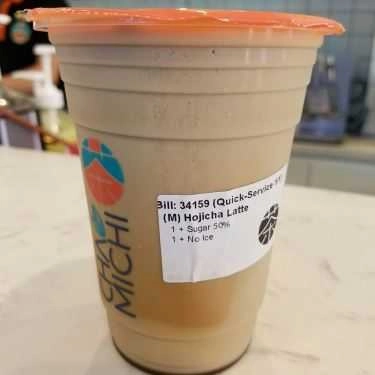 Bill: 34159 (Quick-Service
(M) Hojicha Latte
1 + Sugar 50%
1 + No Ice
CHA
MICHI